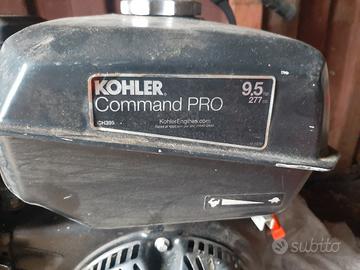 KOHLER
Command PRO
9.5
277
CH395
KohlerEngines.com
subito